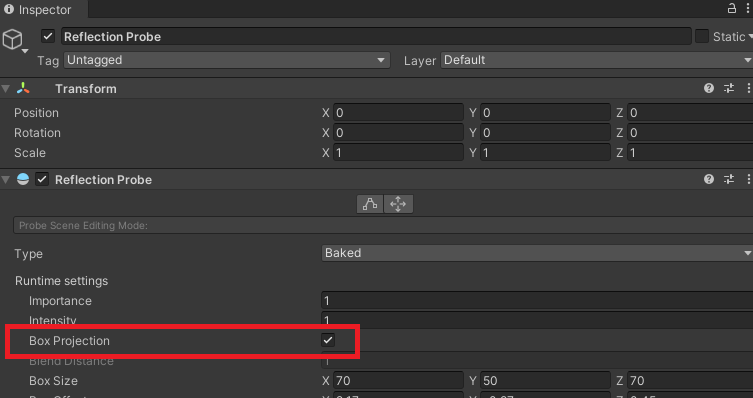 Inspector
Reflection Probe Static
Tag Untagged Layer Default
Transform
Position X 0 Y 0 Z 0
Rotation X 0 Y 0 Z 0
Scale X 1 Y 1 Z 1
Reflection Probe
Probe Scene Editing Mode:
Type Baked
Runtime settings
Importance 1
Intensity 1
Box Projection
Blend Distance 1
Box Size X 70 Y 50 Z 70